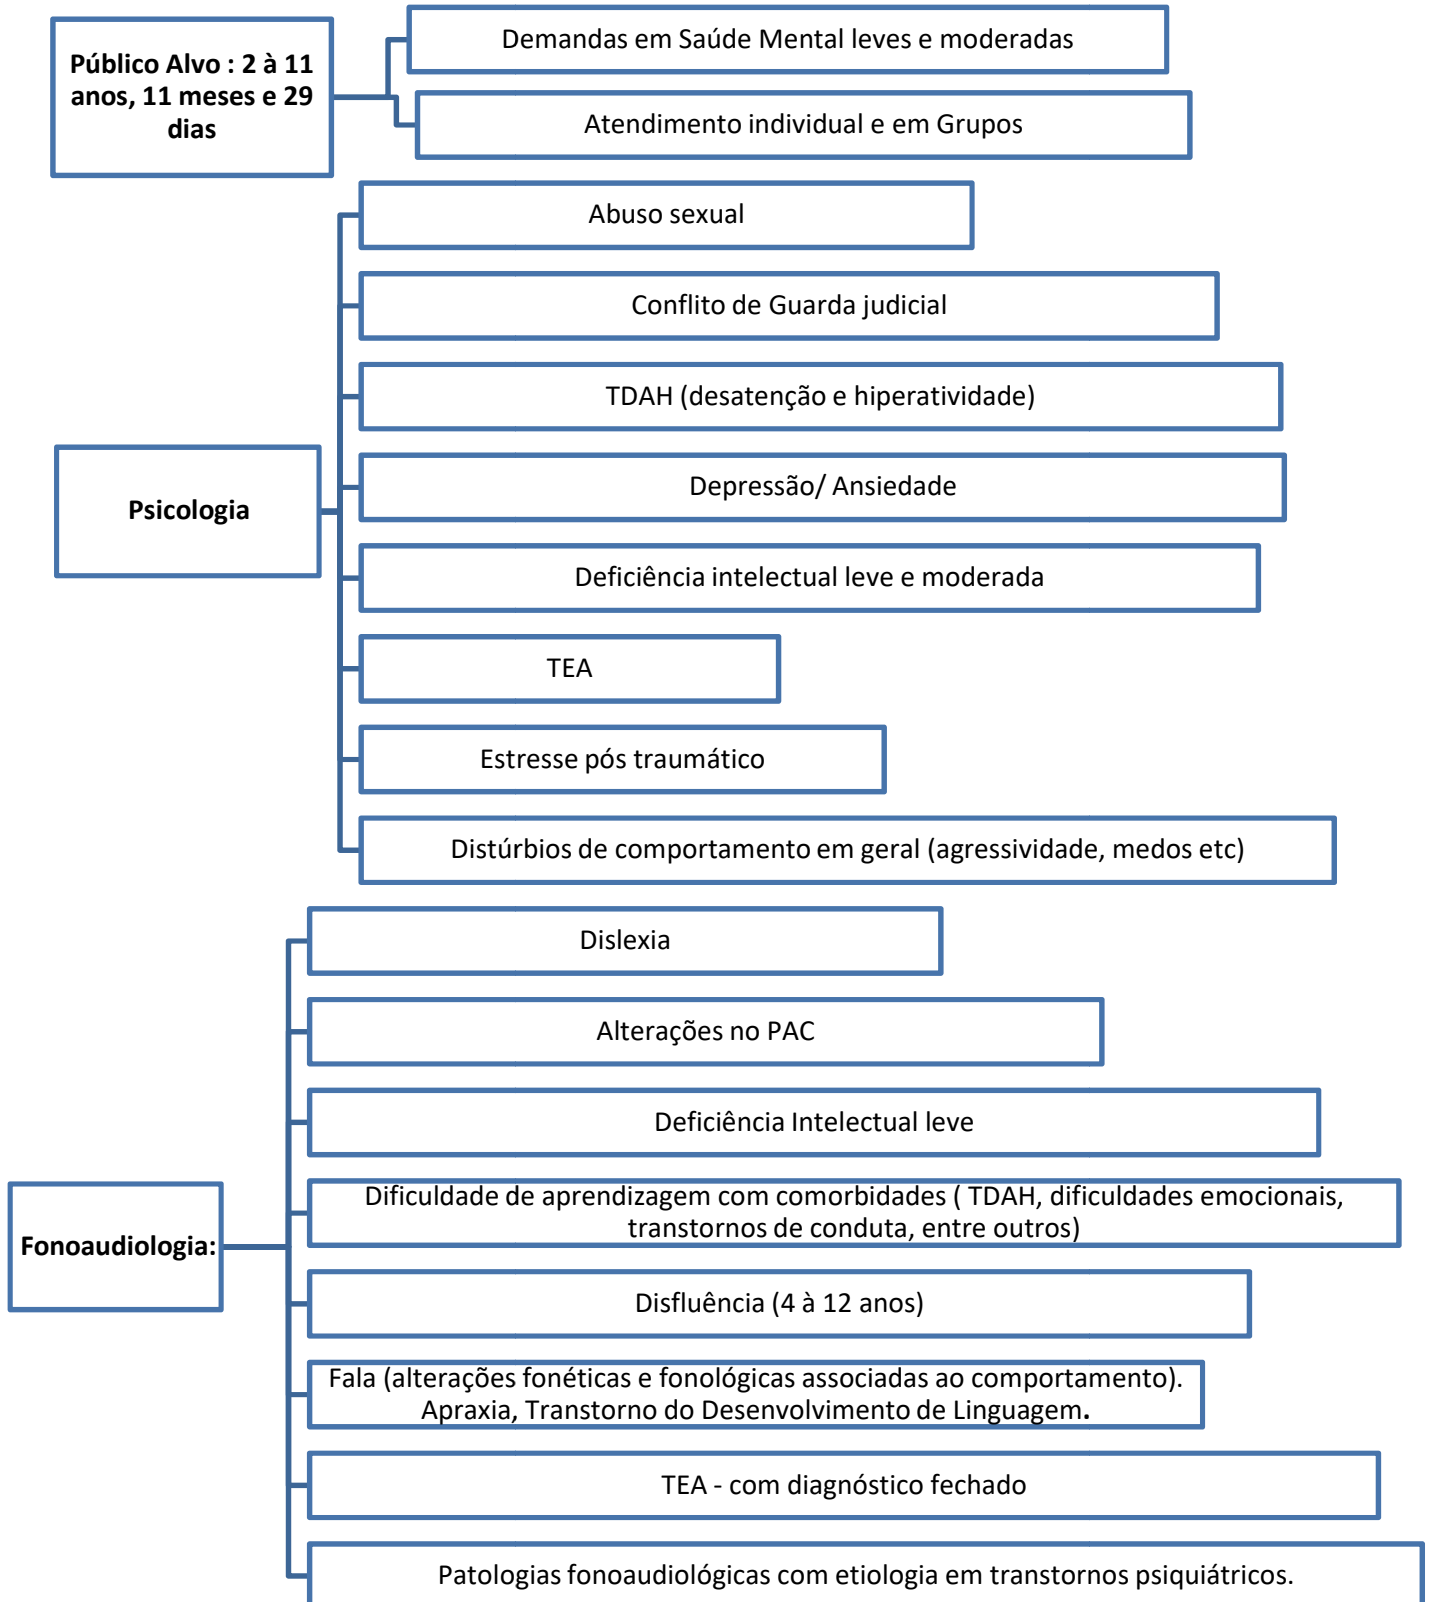 Público Alvo : 2 à 11
anos, 11 meses e 29
dias
Demandas em Saúde Mental leves e moderadas
Atendimento individual e em Grupos
Psicologia
Abuso sexual
Conflito de Guarda judicial
TDAH (desatenção e hiperatividade)
Depressão/ Ansiedade
Deficiência intelectual leve e moderada
TEA
Estresse pós traumático
Distúrbios de comportamento em geral (agressividade, medos etc)
Fonoaudiologia:
Dislexia
Alterações no PAC
Deficiência Intelectual leve
Dificuldade de aprendizagem com comorbidades ( TDAH, dificuldades emocionais,
transtornos de conduta, entre outros)
Disfluência (4 à 12 anos)
Fala (alterações fonéticas e fonológicas associadas ao comportamento).
Apraxia, Transtorno do Desenvolvimento de Linguagem.
TEA - com diagnóstico fechado
Patologias fonoaudiológicas com etiologia em transtornos psiquiátricos.